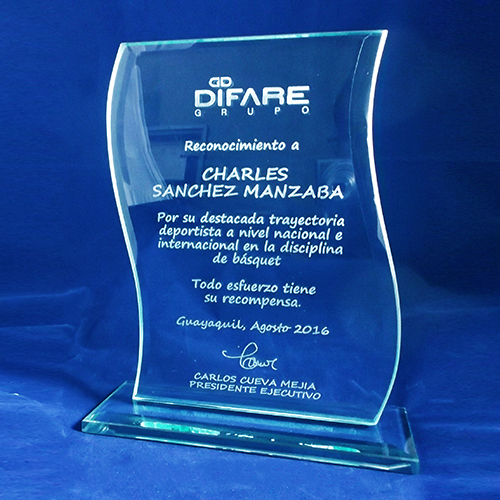 DIFARE
GRUPO
Reconocimiento a
CHARLES
SANCHEZ MANZABA
Por su destacada trayectoria
deportista a nivel nacional e
internacional en la disciplina
de básquet
Todo esfuerzo tiene
su recompensa.
Guayaquil, Agosto 2016
CARLOS CUEVA MEJIA
PRESIDENTE EJECUTIVO